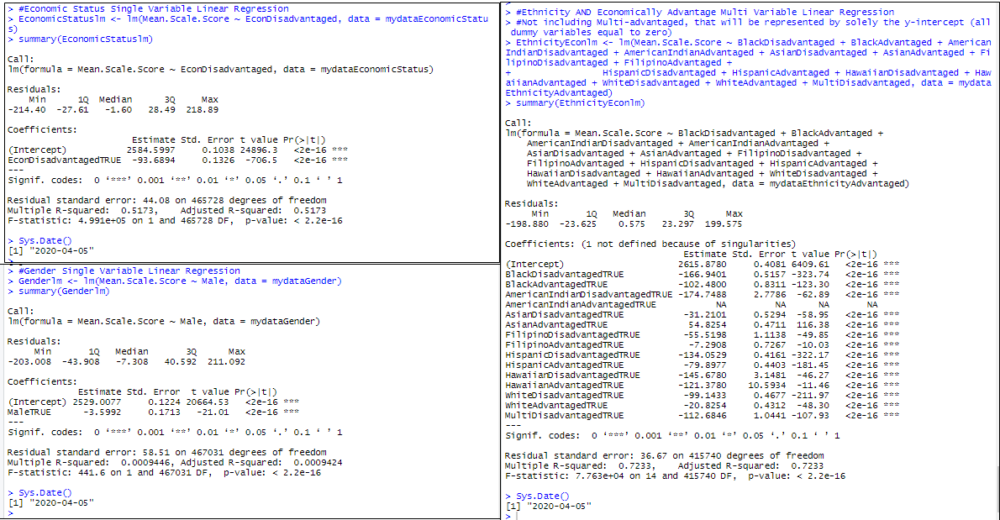 > #Economic Status Single Variable Linear Regression
> EconomicStatuslm <- lm(Mean.Scale.Score ~ EconDisadvantaged, data = mydataEconomicStatu
s)
> summary(EconomicStatuslm)
Call:
lm(formula = Mean.Scale.Score ~ EconDisadvantaged, data = mydataEconomicStatus)
Residuals:
Min 1Q Median 3Q Max
-214.40 -27.61 -1.60 28.49 218.89
Coefficients:
Estimate Std. Error t value Pr(>|t|)
(Intercept) 2584.5997 0.1038 24896.3 <2e-16 ***
EconDisadvantagedTRUE -93.6894 0.1326 -706.5 <2e-16 ***
---
Signif. codes: 0 ‘***’ 0.001 ‘**’ 0.01 ‘*’ 0.05 ‘.’ 0.1 ‘ ’ 1
Residual standard error: 44.08 on 465728 degrees of freedom
Multiple R-squared: 0.5173, Adjusted R-squared: 0.5173
F-statistic: 4.991e+05 on 1 and 465728 DF, p-value: < 2.2e-16
> Sys.Date()
[1] "2020-04-05"
>
> #Gender Single Variable Linear Regression
> Genderlm <- lm(Mean.Scale.Score ~ Male, data = mydataGender)
> summary(Genderlm)
Call:
lm(formula = Mean.Scale.Score ~ Male, data = mydataGender)
Residuals:
Min 1Q Median 3Q Max
-203.008 -43.908 -7.308 40.592 211.092
Coefficients:
Estimate Std. Error t value Pr(>|t|)
(Intercept) 2529.0077 0.1224 20664.53 <2e-16 ***
MaleTRUE -3.5992 0.1713 -21.01 <2e-16 ***
---
Signif. codes: 0 ‘***’ 0.001 ‘**’ 0.01 ‘*’ 0.05 ‘.’ 0.1 ‘ ’ 1
Residual standard error: 58.51 on 467031 degrees of freedom
Multiple R-squared: 0.0009446, Adjusted R-squared: 0.0009424
F-statistic: 441.6 on 1 and 467031 DF, p-value: < 2.2e-16
> Sys.Date()
[1] "2020-04-05"
>
> #Ethnicity AND Economically Advantage Multi Variable Linear Regression
> #Not including Multi-advantaged, that will be represented by solely the y-intercept (all
dummy variables equal to zero)
> EthnicityEconlm <- lm(Mean.Scale.Score ~ BlackDisadvantaged + BlackAdvantaged + American
IndianDisadvantaged + AmericanIndianAdvantaged + AsianDisadvantaged + AsianAdvantaged + Fi
lipinoDisadvantaged + FilipinoAdvantaged +
+ HispanicDisadvantaged + HispanicAdvantaged + HawaiianDisadvantaged + Haw
aiianAdvantaged + WhiteDisadvantaged + WhiteAdvantaged + MultiDisadvantaged, data = mydata
EthnicityAdvantaged)
> summary(EthnicityEconlm)
Call:
lm(formula = Mean.Scale.Score ~ BlackDisadvantaged + BlackAdvantaged +
AmericanIndianDisadvantaged + AmericanIndianAdvantaged +
AsianDisadvantaged + AsianAdvantaged + FilipinoDisadvantaged +
FilipinoAdvantaged + HispanicDisadvantaged + HispanicAdvantaged +
HawaiianDisadvantaged + HawaiianAdvantaged + WhiteDisadvantaged +
WhiteAdvantaged + MultiDisadvantaged, data = mydataEthnicityAdvantaged)
Residuals:
Min 1Q Median 3Q Max
-198.880 -23.625 0.575 23.297 199.575
Coefficients: (1 not defined because of singularities)
Estimate Std. Error t value Pr(>|t|)
(Intercept) 2615.8780 0.4081 6409.61 <2e-16 ***
BlackDisadvantagedTRUE -166.9401 0.5157 -323.74 <2e-16 ***
BlackAdvantagedTRUE -102.4800 0.8311 -123.30 <2e-16 ***
AmericanIndianDisadvantagedTRUE -174.7488 2.7786 -62.89 <2e-16 ***
AmericanIndianAdvantagedTRUE NA NA NA NA
AsianDisadvantagedTRUE -31.2101 0.5294 -58.95 <2e-16 ***
AsianAdvantagedTRUE 54.8254 0.4711 116.38 <2e-16 ***
FilipinoDisadvantagedTRUE -55.5198 1.1138 -49.85 <2e-16 ***
FilipinoAdvantagedTRUE -7.2908 0.7267 -10.03 <2e-16 ***
HispanicDisadvantagedTRUE -134.0529 0.4161 -322.17 <2e-16 ***
HispanicAdvantagedTRUE -79.8977 0.4403 -181.45 <2e-16 ***
HawaiianDisadvantagedTRUE -145.6780 3.1481 -46.27 <2e-16 ***
HawaiianAdvantagedTRUE -121.3780 10.5934 -11.46 <2e-16 ***
WhiteDisadvantagedTRUE -99.1433 0.4677 -211.97 <2e-16 ***
WhiteAdvantagedTRUE -20.8254 0.4312 -48.30 <2e-16 ***
MultiDisadvantagedTRUE -112.6846 1.0441 -107.93 <2e-16 ***
---
Signif. codes: 0 ‘***’ 0.001 ‘**’ 0.01 ‘*’ 0.05 ‘.’ 0.1 ‘ ’ 1
Residual standard error: 36.67 on 415740 degrees of freedom
Multiple R-squared: 0.7233, Adjusted R-squared: 0.7233
F-statistic: 7.763e+04 on 14 and 415740 DF, p-value: < 2.2e-16
> Sys.Date()
[1] "2020-04-05"
>